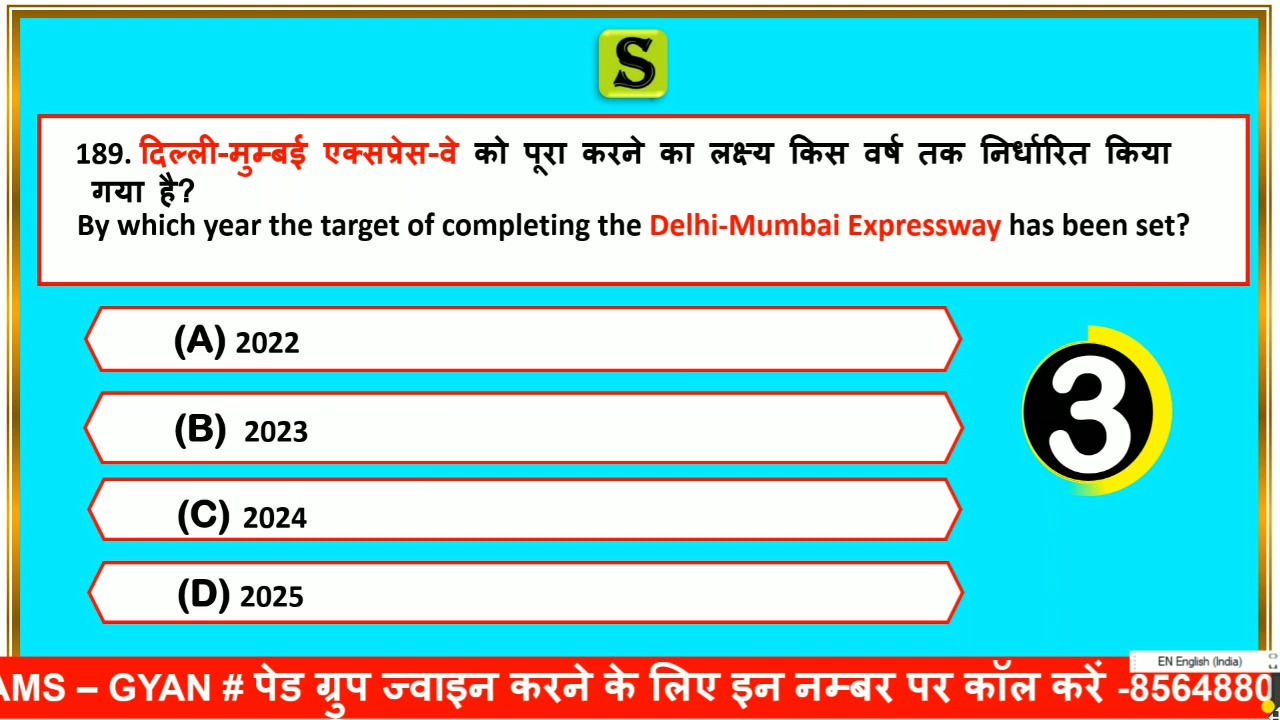 S
189. दिल्ली-मुम्बई एक्सप्रेस-वे को पूरा करने का लक्ष्य किस वर्ष तक निर्धारित किया
गया है?
By which year the target of completing the Delhi-Mumbai Expressway has been set?
(A) 2022
(B) 2023
3
(C) 2024
(D) 2025
EN English (India)
AMS – GYAN # पेड ग्रुप ज्वाइन करने के लिए इन नम्बर पर कॉल करें -8564880